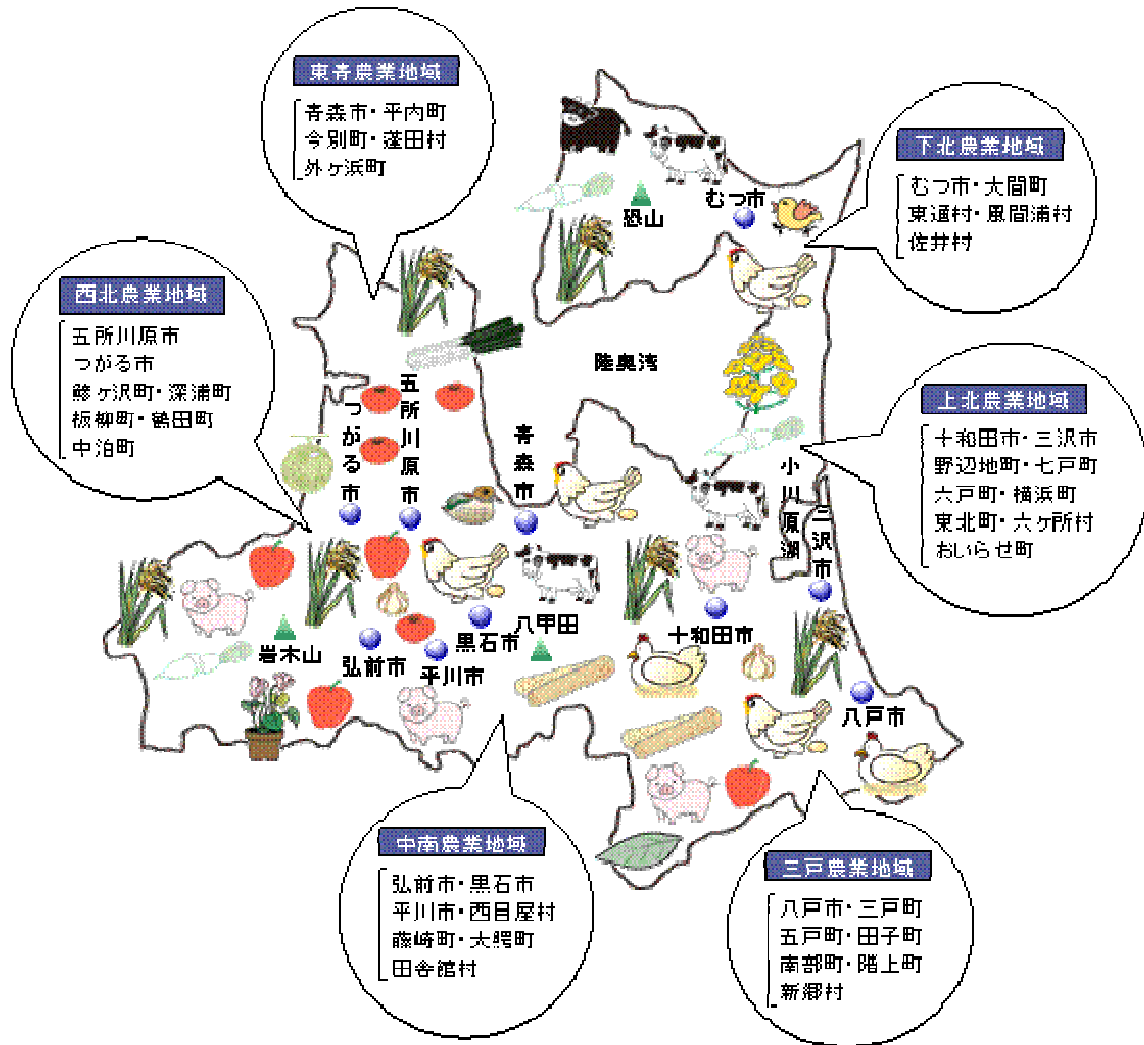 東青農業地域
青森市・平内町
今別町・蓬田村
外ヶ浜町
下北農業地域
むつ市・大間町
東通村・風間浦村
佐井村
西北農業地域
五所川原市
つがる市
鰺ヶ沢町・深浦町
板柳町・鶴田町
中泊町
上北農業地域
十和田市・三沢市
野辺地町・七戸町
六戸町・横浜町
東北町・六ヶ所村
おいらせ町
恐山
むつ市
陸奥湾
つがる市
五所川原市
青森市
小川原湖
三沢市
岩木山
弘前市
平川市
黒石市
八甲田
十和田市
八戸市
中南農業地域
弘前市・黒石市
平川市・西目屋村
藤崎町・大鰐町
田舎館村
三戸農業地域
八戸市・三戸町
五戸町・田子町
南部町・階上町
新郷村